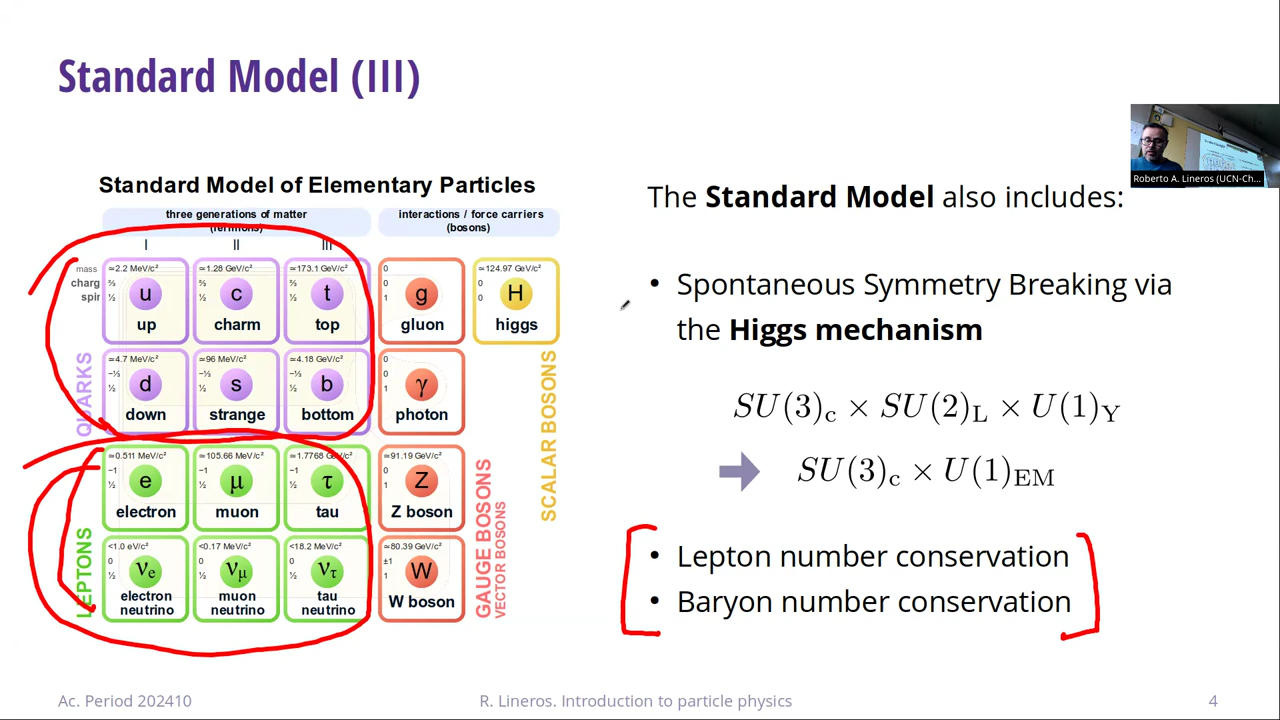 Standard Model (III)
Roberto A. Lineros (UCN-Ch...
Standard Model of Elementary Particles
three generations of matter
(fermions)
interactions / force carriers
(bosons)
I II III
mass
charg
spir
≃2.2 MeV/c²
⅔
½
u
up
≃1.28 GeV/c²
⅔
½
c
charm
≃173.1 GeV/c²
⅔
½
t
top
0
0
1
g
gluon
≃124.97 GeV/c²
0
0
H
higgs
QUARKS
≃4.7 MeV/c²
−⅓
½
d
down
≃96 MeV/c²
−⅓
½
s
strange
≃4.18 GeV/c²
−⅓
½
b
bottom
0
0
1
γ
photon
SCALAR BOSONS
LEPTONS
≃0.511 MeV/c²
−1
½
e
electron
≃105.66 MeV/c²
−1
½
μ
muon
≃1.7768 GeV/c²
−1
½
τ
tau
≃91.19 GeV/c²
0
1
Z
Z boson
<1.0 eV/c²
0
½
νe
electron
neutrino
<0.17 MeV/c²
0
½
νμ
muon
neutrino
<18.2 MeV/c²
0
½
ντ
tau
neutrino
≃80.39 GeV/c²
±1
1
W
W boson
GAUGE BOSONS
VECTOR BOSONS
The Standard Model also includes:
• Spontaneous Symmetry Breaking via
the Higgs mechanism
SU(3)c × SU(2)L × U(1)Y
SU(3)c × U(1)EM
• Lepton number conservation
• Baryon number conservation
Ac. Period 202410
R. Lineros. Introduction to particle physics
4